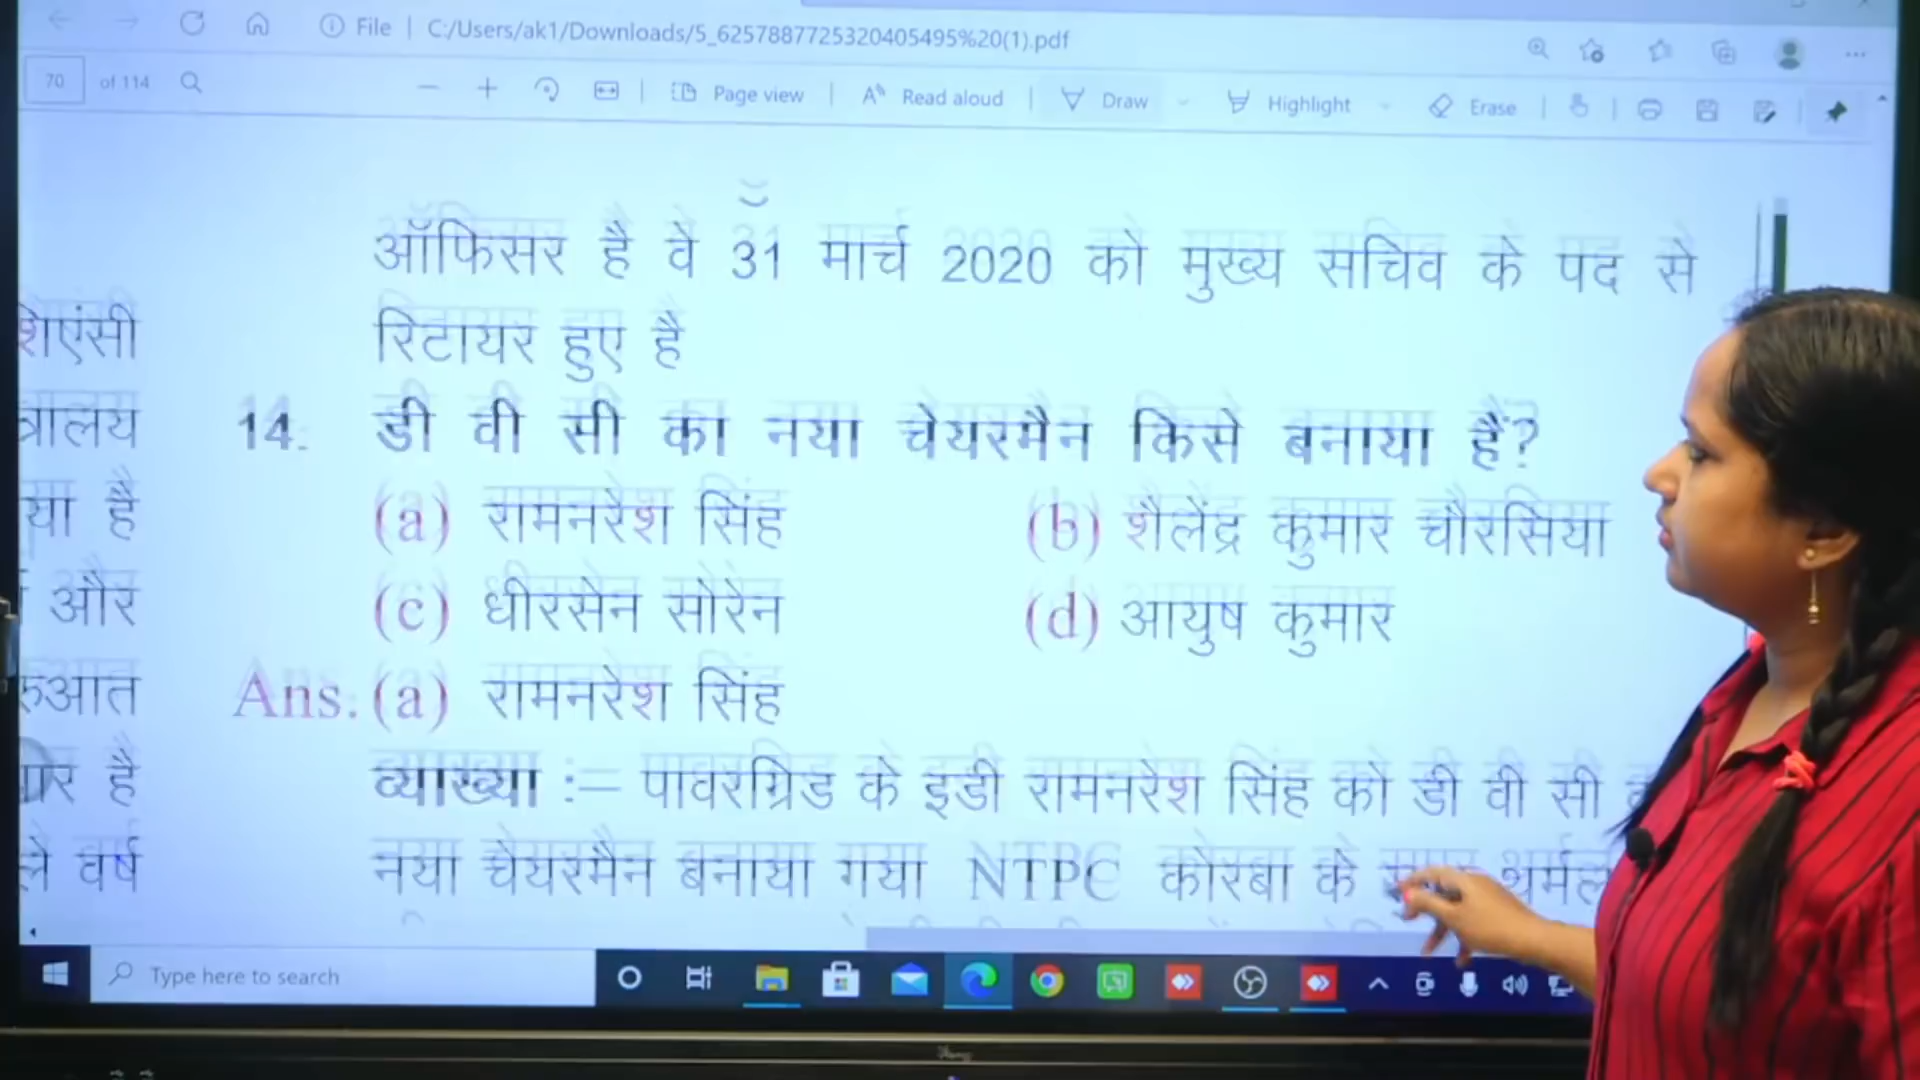 File | C:/Users/ak1/Downloads/5_6257887725320405495%20(1).pdf
70 of 114 Page view Read aloud Draw Highlight Erase
ऑफिसर है वे 31 मार्च 2020 को मुख्य सचिव के पद से
रिटायर हुए है
14. डी वी सी का नया चेयरमैन किसे बनाया हैं?
(a) रामनरेश सिंह (b) शैलेंद्र कुमार चौरसिया
(c) धीरसेन सोरेन (d) आयुष कुमार
Ans. (a) रामनरेश सिंह
व्याख्या :– पावरग्रिड के इडी रामनरेश सिंह को डी वी सी
नया चेयरमैन बनाया गया NTPC कोरबा के थर्मल
शिएंसी
त्रालय
या है
और
रुआत
है
वर्ष
Type here to search